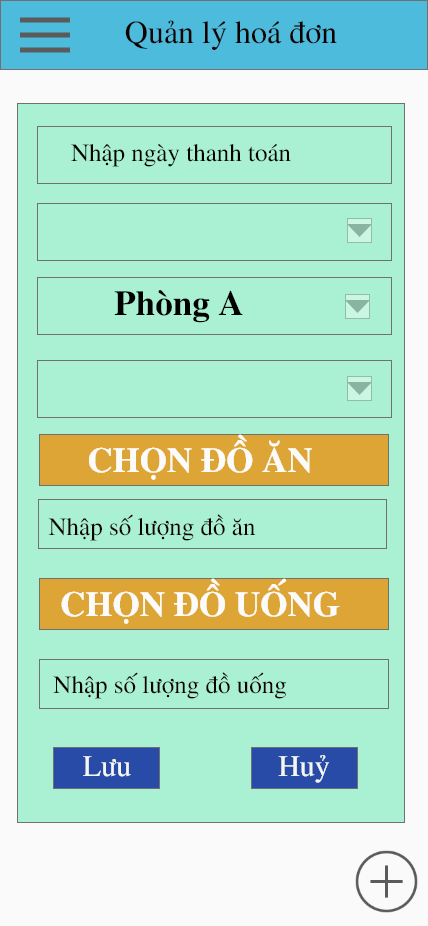 Quản lý hoá đơn
Nhập ngày thanh toán
Phòng A
CHỌN ĐỒ ĂN
Nhập số lượng đồ ăn
CHỌN ĐỒ UỐNG
Nhập số lượng đồ uống
Lưu
Huỷ